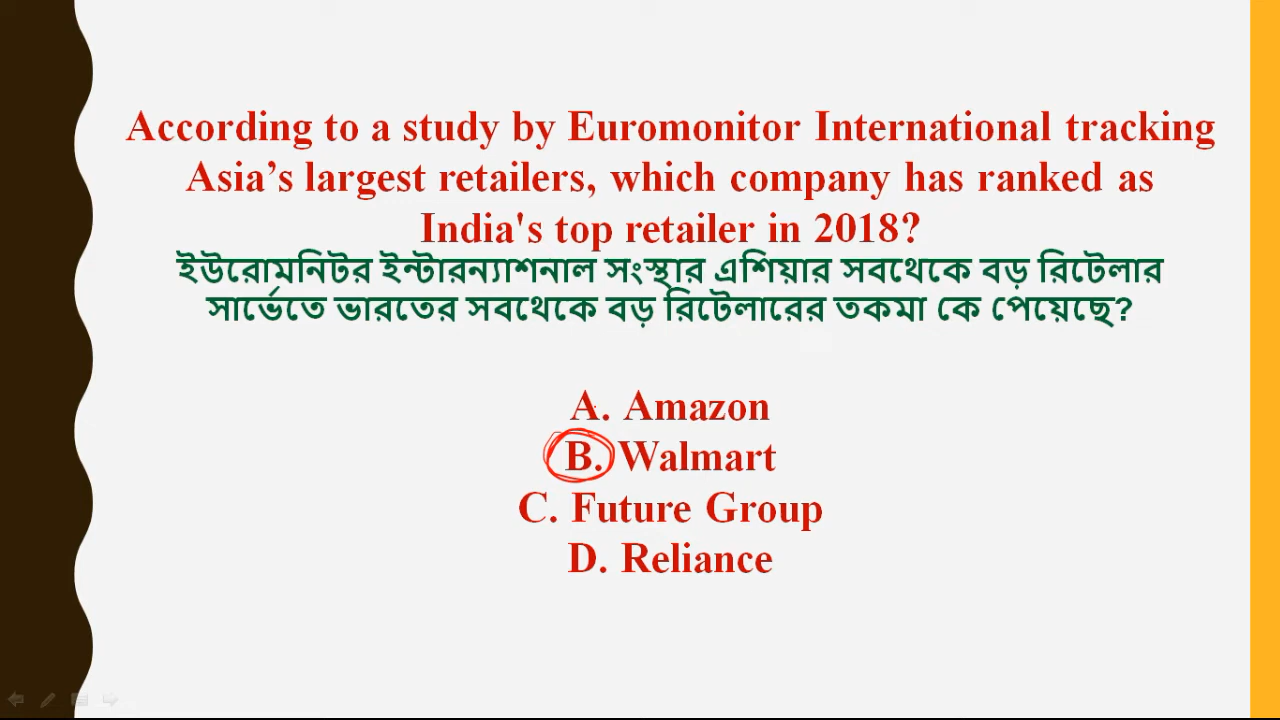 According to a study by Euromonitor International tracking
Asia’s largest retailers, which company has ranked as
India's top retailer in 2018?
ইউরোমনিটর ইন্টারন্যাশনাল সংস্থার এশিয়ার সবথেকে বড় রিটেলার
সার্ভেতে ভারতের সবথেকে বড় রিটেলারের তকমা কে পেয়েছে?
A. Amazon
B. Walmart
C. Future Group
D. Reliance